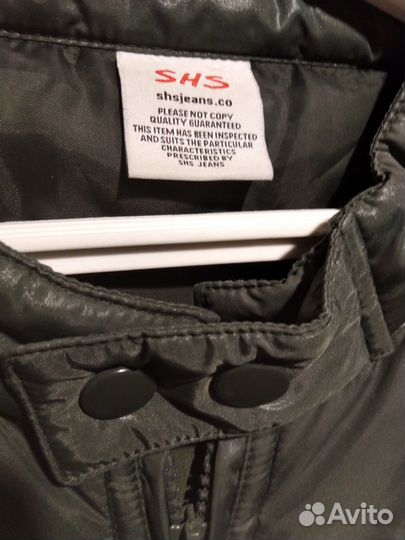 SHS
shsjeans.co
PLEASE NOT COPY
QUALITY GUARANTEED
THIS ITEM HAS BEEN INSPECTED
AND SUITS THE PARTICULAR
CHARACTERISTICS
PRESCRIBED BY
SHS JEANS
Avito